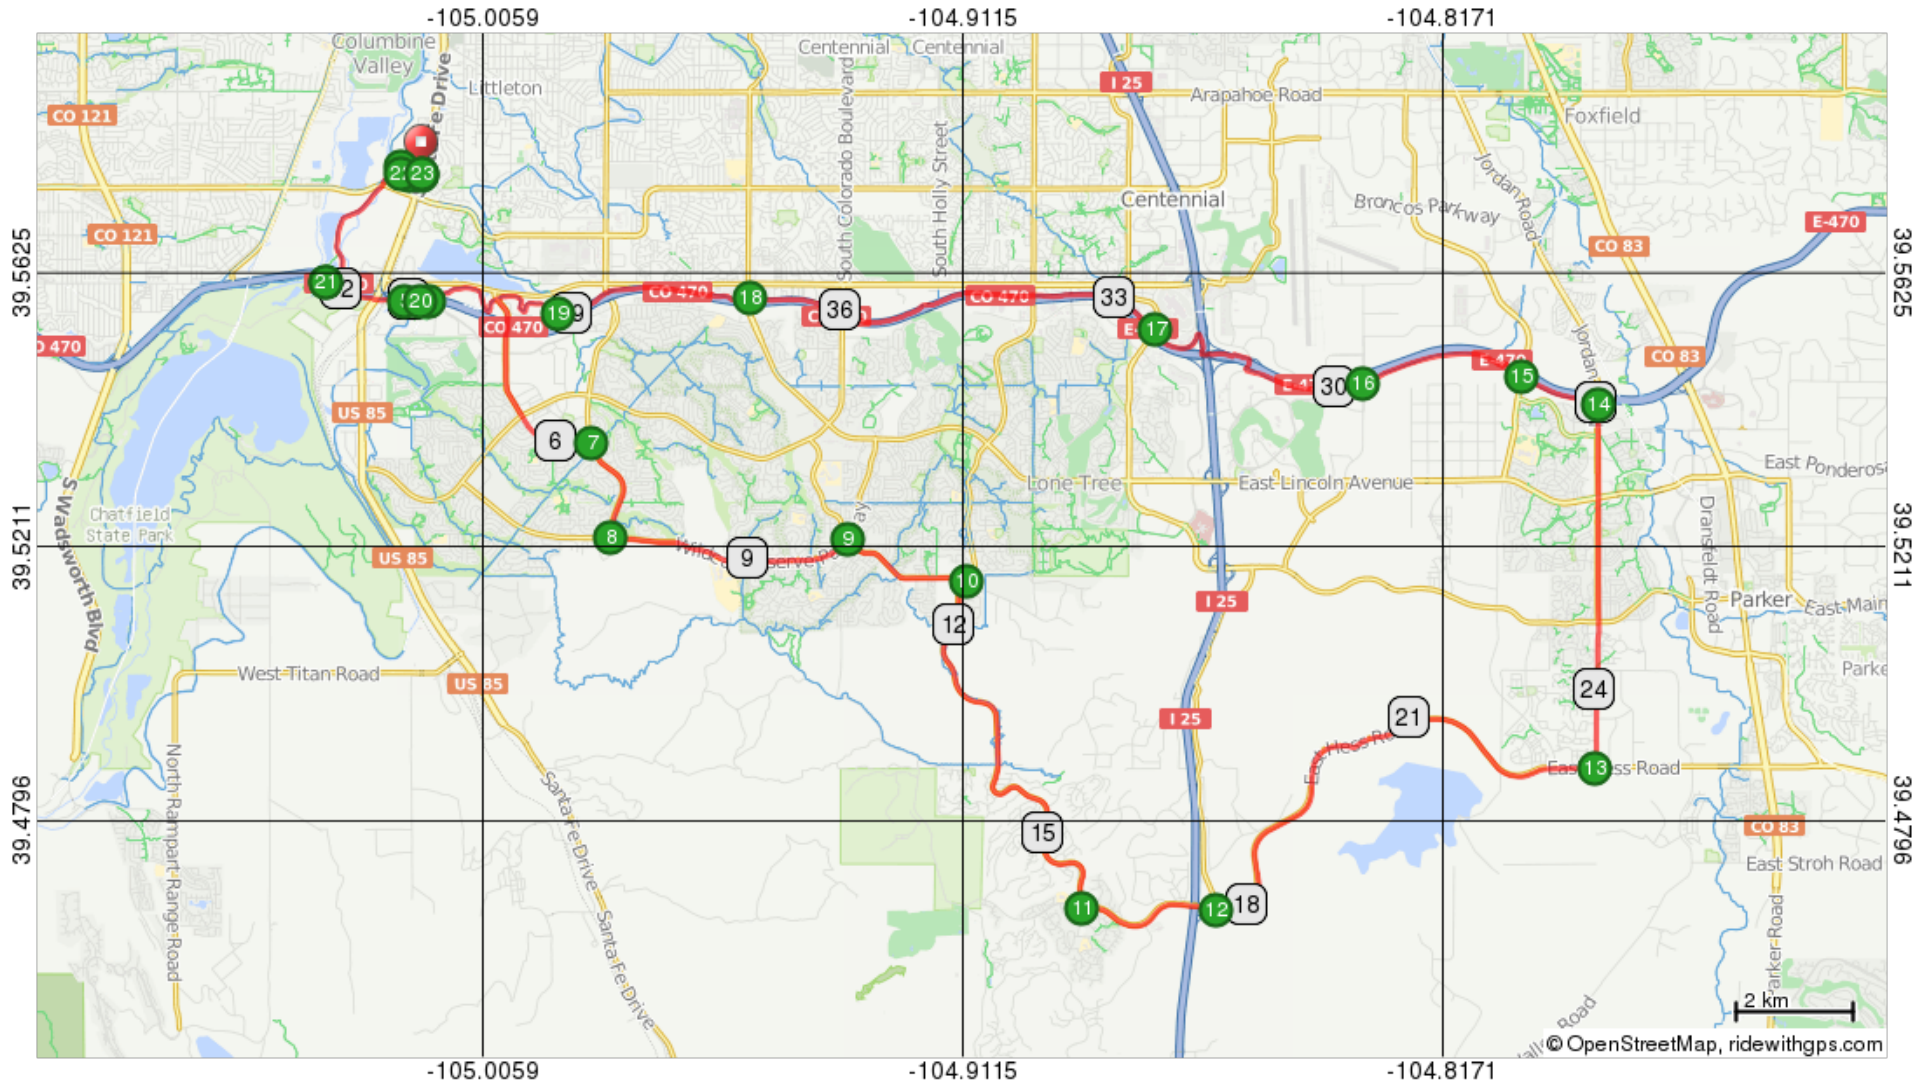 -105.0059
-104.9115
-104.8171
Columbine
Valley
Littleton
Centennial
Centennial
I 25
Arapahoe Road
CO 121
Foxfield
South Colorado Boulevard
South Holly Street
23
Jordan Road
Centennial
Broncos Parkway
E-470
CO 121
CO 83
39.5625
39.5625
21
2
20
19
CO 470
CO 470
18
36
CO 470
33
17
CO 83
30
16
E-470
15
14
Jordan
US 85
6
7
Lone Tree
East Lincoln Avenue
East Ponderosa
S Wadsworth Blvd
Chatfield
State Park
39.5211
39.5211
8
9
9
US 85
10
Dransfeldt Road
I 25
Parker
East Main
12
West Titan Road
US 85
24
I 25
21
East Hess
13
Road
North Rampart Range Road
Santa Fe Drive
39.4796
39.4796
15
CO 83
East Stroh Road
11
12
18
Santa Fe Drive
Parker Road
2 km
Road
© OpenStreetMap, ridewithgps.com
-105.0059
-104.9115
-104.8171